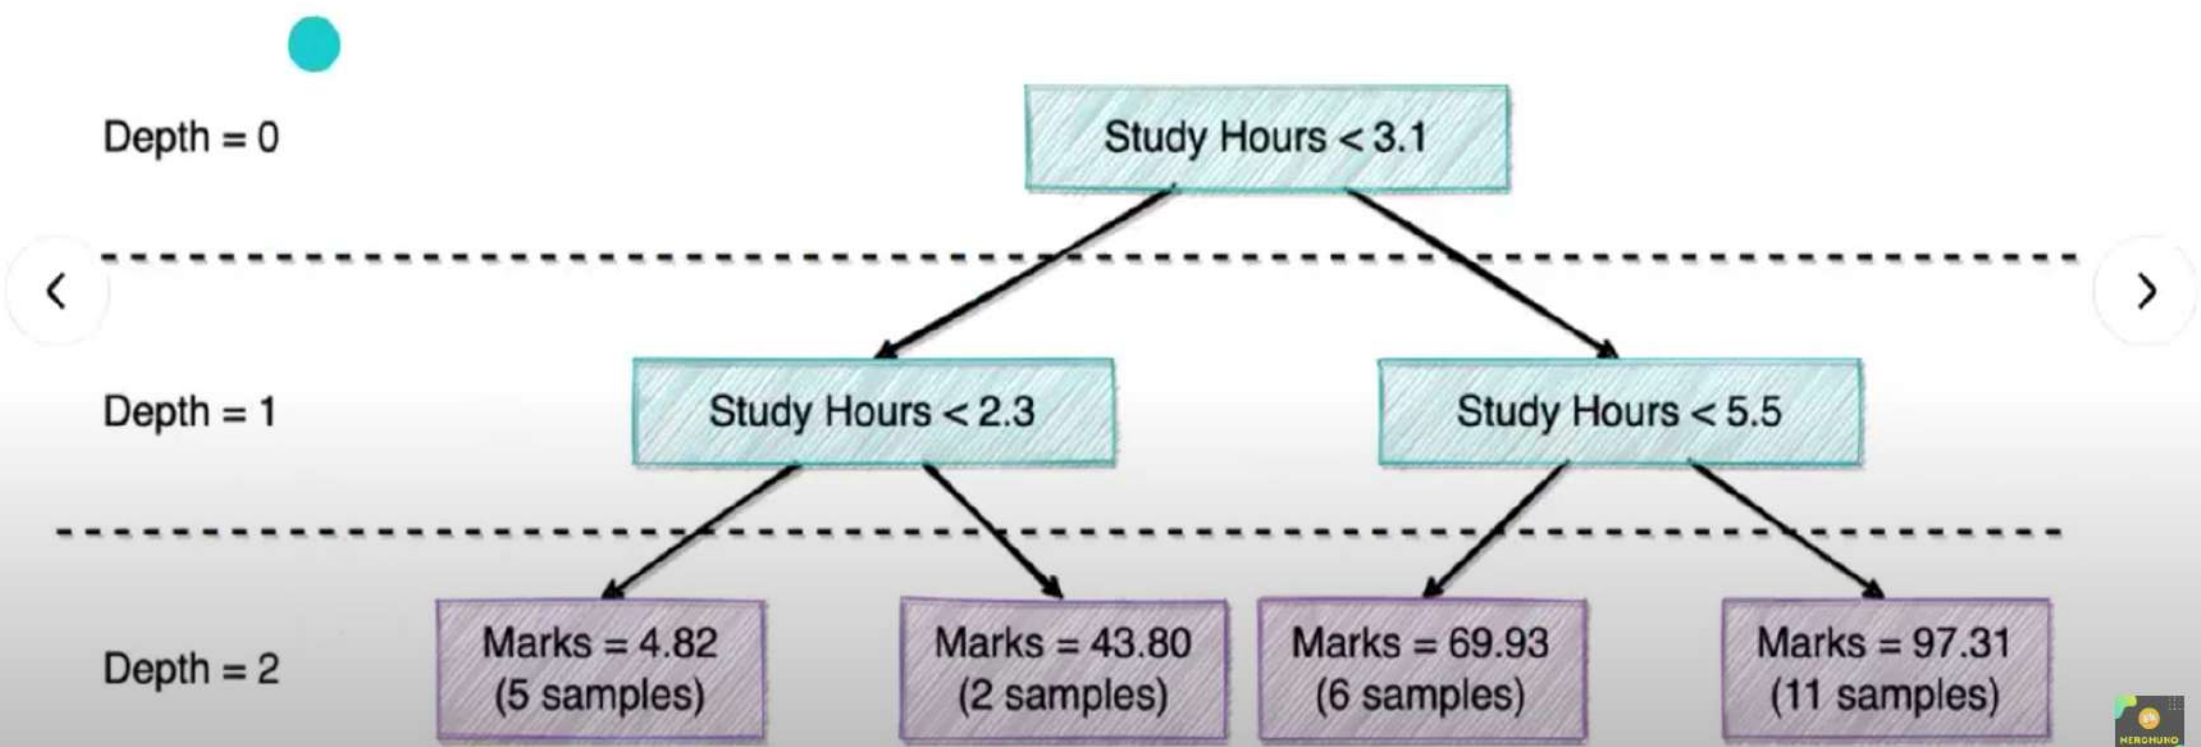 Depth = 0
Study Hours < 3.1
Depth = 1
Study Hours < 2.3
Study Hours < 5.5
Depth = 2
Marks = 4.82
(5 samples)
Marks = 43.80
(2 samples)
Marks = 69.93
(6 samples)
Marks = 97.31
(11 samples)
NERCHUKO